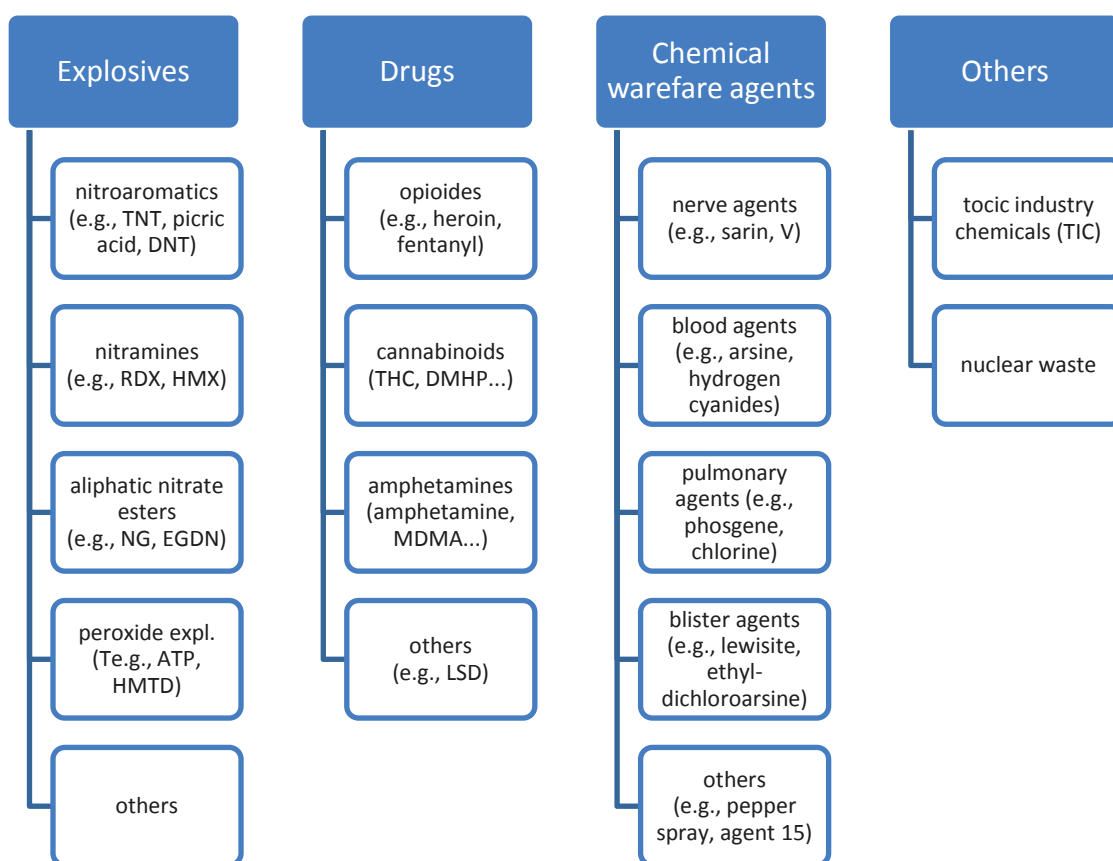 Explosives
nitroaromatics
(e.g., TNT, picric
acid, DNT)
nitramines
(e.g., RDX, HMX)
aliphatic nitrate
esters
(e.g., NG, EGDN)
peroxide expl.
(Te.g., ATP,
HMTD)
others
Drugs
opioides
(e.g., heroin,
fentanyl)
cannabinoids
(THC, DMHP...)
amphetamines
(amphetamine,
MDMA...)
others
(e.g., LSD)
Chemical
warefare agents
nerve agents
(e.g., sarin, V)
blood agents
(e.g., arsine,
hydrogen
cyanides)
pulmonary
agents (e.g.,
phosgene,
chlorine)
blister agents
(e.g., lewisite,
ethyl-
dichloroarsine)
others
(e.g., pepper
spray, agent 15)
Others
tocic industry
chemicals (TIC)
nuclear waste